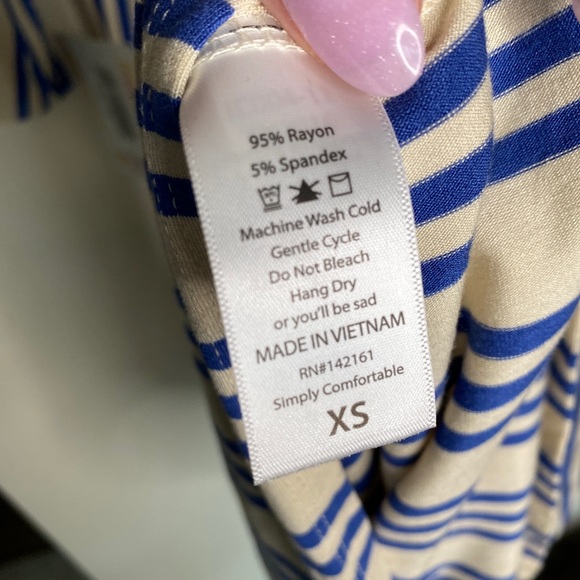 95% Rayon
5% Spandex
Machine Wash Cold
Gentle Cycle
Do Not Bleach
Hang Dry
or you'll be sad
MADE IN VIETNAM
RN#142161
Simply Comfortable
XS